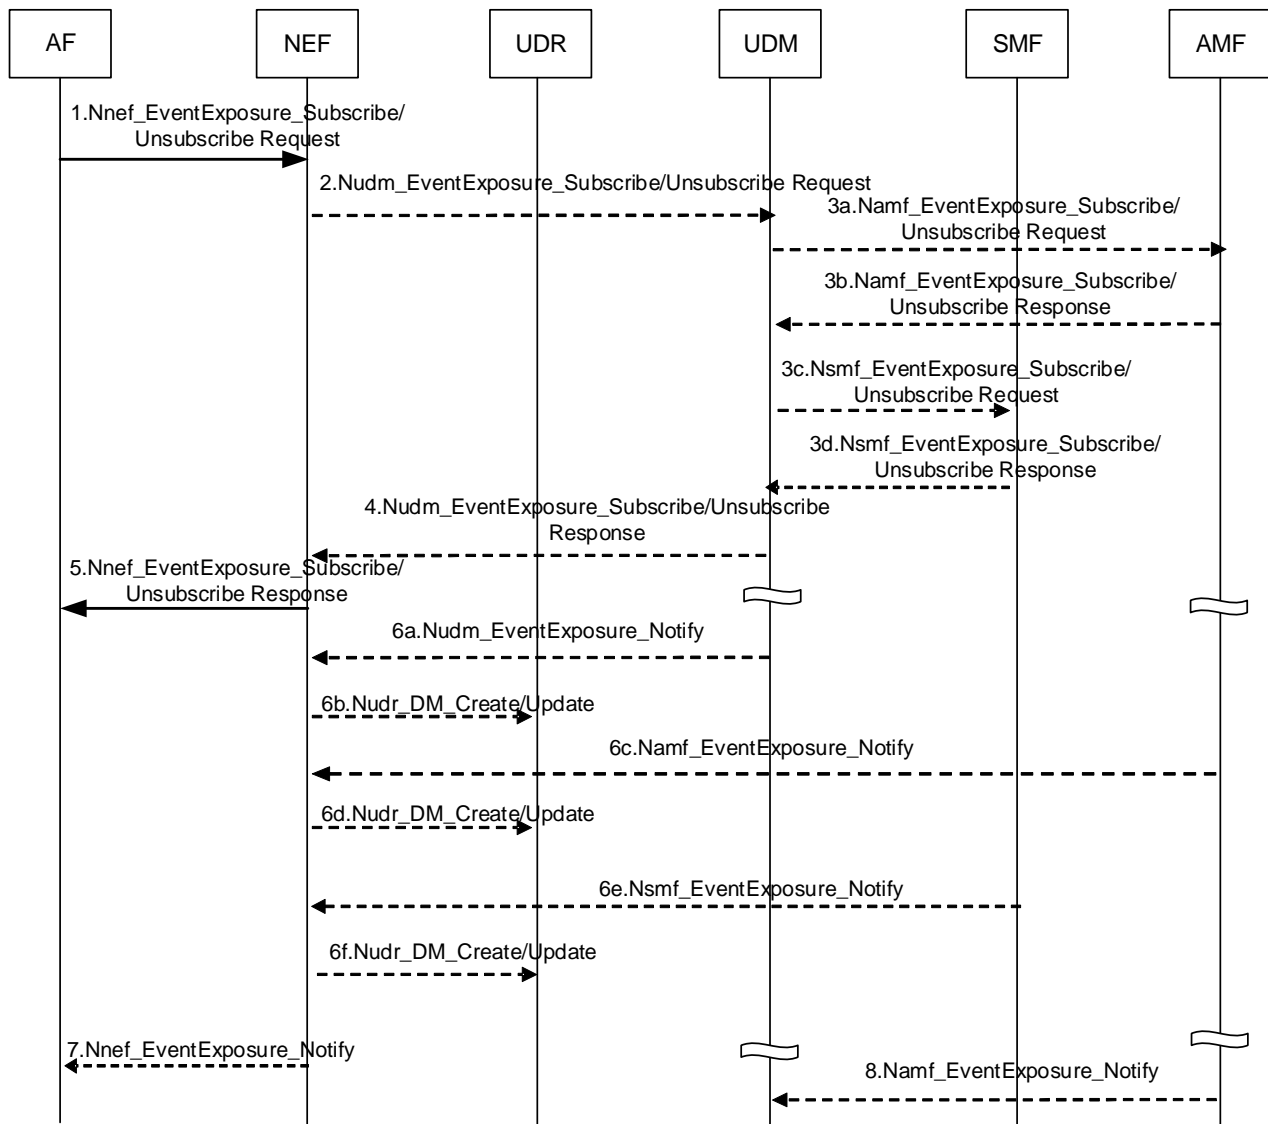 AF
NEF
UDR
UDM
SMF
AMF
1.Nnef_EventExposure_Subscribe/
Unsubscribe Request
2.Nudm_EventExposure_Subscribe/Unsubscribe Request
3a.Namf_EventExposure_Subscribe/
Unsubscribe Request
3b.Namf_EventExposure_Subscribe/
Unsubscribe Response
3c.Nsmf_EventExposure_Subscribe/
Unsubscribe Request
3d.Nsmf_EventExposure_Subscribe/
Unsubscribe Response
4.Nudm_EventExposure_Subscribe/Unsubscribe
Response
5.Nnef_EventExposure_Subscribe/
Unsubscribe Response
6a.Nudm_EventExposure_Notify
6b.Nudr_DM_Create/Update
6c.Namf_EventExposure_Notify
6d.Nudr_DM_Create/Update
6e.Nsmf_EventExposure_Notify
6f.Nudr_DM_Create/Update
7.Nnef_EventExposure_Notify
8.Namf_EventExposure_Notify